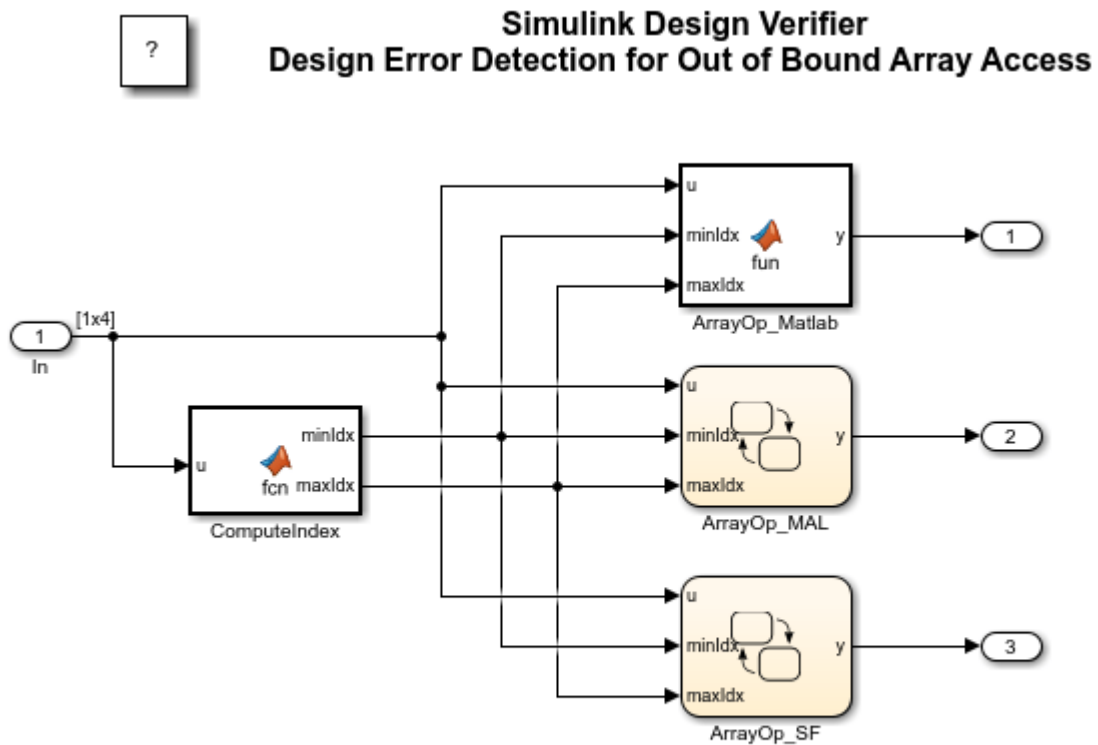 ?
Simulink Design Verifier
Design Error Detection for Out of Bound Array Access
u
minIdx
fun
y
1
maxIdx
ArrayOp_Matlab
[1x4]
1
In
u
minIdx
y
2
maxIdx
ArrayOp_MAL
minIdx
u
fcn
maxIdx
ComputeIndex
u
minIdx
y
3
maxIdx
ArrayOp_SF